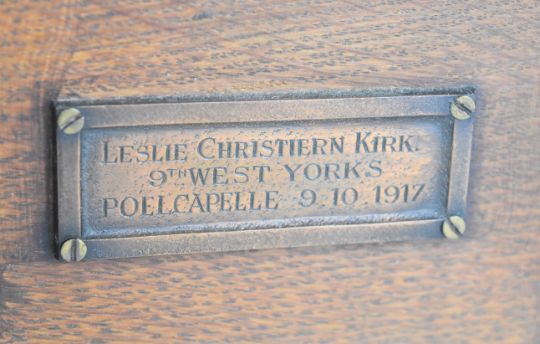 LESLIE CHRISTIERN KIRK.
9TH WEST YORKS
POELCAPELLE 9.10.1917